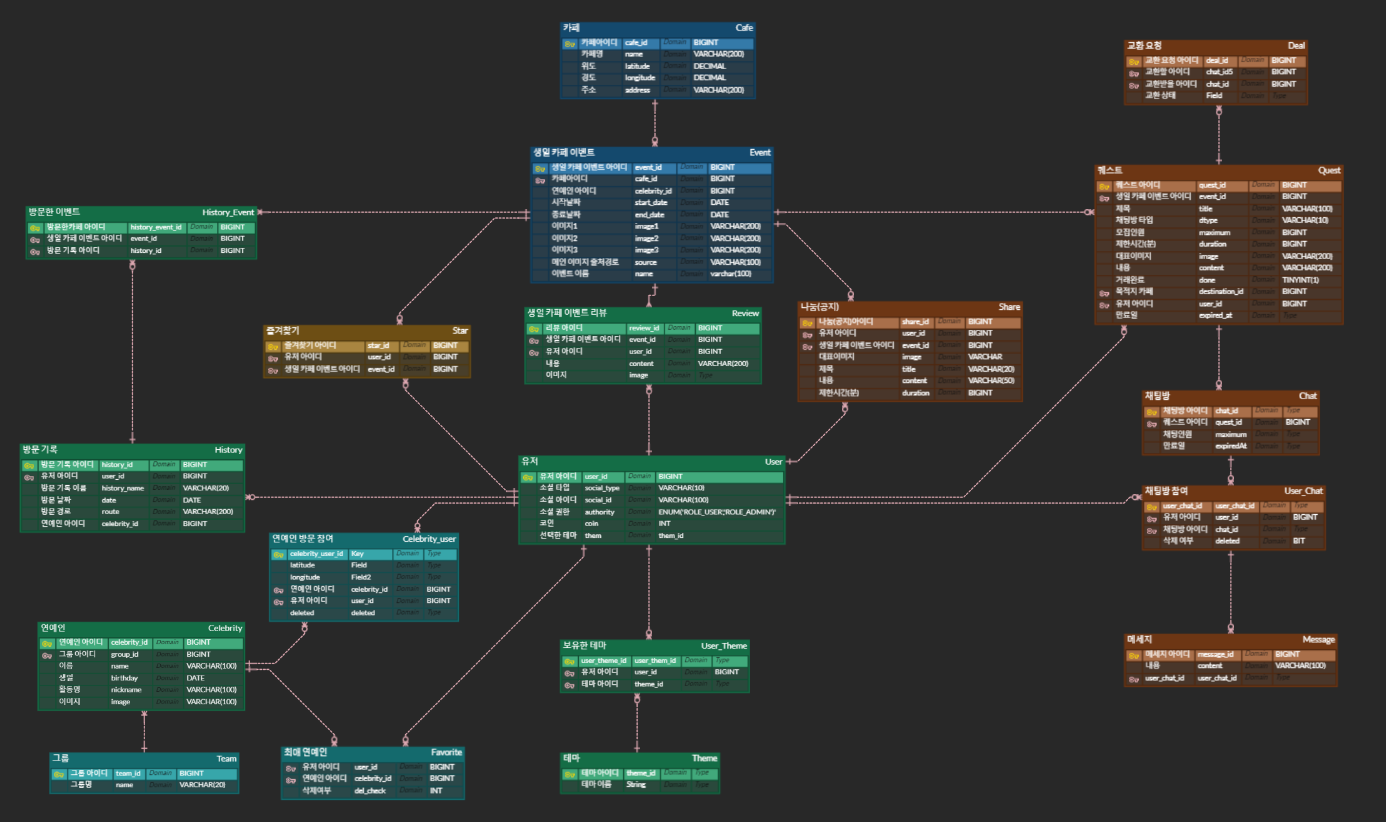 카페 Cafe
카페아이디 cafe_id Domain BIGINT
카페명 name Domain VARCHAR(200)
위도 latitude Domain DECIMAL
경도 longitude Domain DECIMAL
주소 address Domain VARCHAR(200)
교환 요청 Deal
교환 요청 아이디 deal_id Domain BIGINT
교환할 아이디 chat_id5 Domain BIGINT
교환받을 아이디 chat_id Domain BIGINT
교환 상태 Field Domain Type
생일 카페 이벤트 Event
생일 카페 이벤트 아이디 event_id Domain BIGINT
카페아이디 cafe_id Domain BIGINT
연예인 아이디 celebrity_id Domain BIGINT
시작날짜 start_date Domain DATE
종료날짜 end_date Domain DATE
이미지1 image1 Domain VARCHAR(200)
이미지2 image2 Domain VARCHAR(200)
이미지3 image3 Domain VARCHAR(200)
메인 이미지 출처경로 source Domain VARCHAR(100)
이벤트 이름 name Domain varchar(100)
퀘스트 Quest
퀘스트 아이디 quest_id Domain BIGINT
생일 카페 이벤트 아이디 event_id Domain BIGINT
제목 title Domain VARCHAR(100)
채팅방 타입 dtype Domain VARCHAR(10)
모집인원 maximum Domain BIGINT
제한시간(분) duration Domain BIGINT
대표이미지 image Domain VARCHAR(200)
내용 content Domain VARCHAR(200)
거래완료 done Domain TINYINT(1)
목적지 카페 destination_id Domain BIGINT
유저 아이디 user_id Domain BIGINT
만료일 expired_at Domain Type
방문한 이벤트 History_Event
방문한카페 아이디 history_event_id Domain BIGINT
생일 카페 이벤트 아이디 event_id Domain BIGINT
방문 기록 아이디 history_id Domain BIGINT
즐겨찾기 Star
즐겨찾기 아이디 star_id Domain BIGINT
유저 아이디 user_id Domain BIGINT
생일 카페 이벤트 아이디 event_id Domain BIGINT
생일 카페 이벤트 리뷰 Review
리뷰 아이디 review_id Domain BIGINT
생일 카페 이벤트 아이디 event_id Domain BIGINT
유저 아이디 user_id Domain BIGINT
내용 content Domain VARCHAR(200)
이미지 image Domain Type
나눔(공지) Share
나눔(공지)아이디 share_id Domain BIGINT
유저 아이디 user_id Domain BIGINT
생일 카페 이벤트 아이디 event_id Domain BIGINT
대표이미지 image Domain VARCHAR
제목 title Domain VARCHAR(20)
내용 content Domain VARCHAR(50)
제한시간(분) duration Domain BIGINT
채팅방 Chat
채팅방 아이디 chat_id Domain Type
퀘스트 아이디 quest_id Domain BIGINT
채팅인원 maximum Domain Type
만료일 expiredAt Domain Type
방문 기록 History
방문 기록 아이디 history_id Domain BIGINT
유저 아이디 user_id Domain BIGINT
방문 기록 이름 history_name Domain VARCHAR(20)
방문 날짜 date Domain DATE
방문 경로 route Domain VARCHAR(200)
연예인 아이디 celebrity_id Domain BIGINT
유저 User
유저 아이디 user_id Domain BIGINT
소셜 타입 social_type Domain VARCHAR(10)
소셜 아이디 social_id Domain VARCHAR(100)
소셜 권한 authority Domain ENUM('ROLE_USER','ROLE_ADMIN')'
코인 coin Domain INT
선택한 테마 them Domain them_id
채팅방 참여 User_Chat
user_chat_id user_chat_id Domain Type
유저 아이디 user_id Domain BIGINT
채팅방 아이디 chat_id Domain Type
삭제 여부 deleted Domain BIT
연예인 방문 참여 Celebrity_user
celebrity_user_id Key Domain Type
latitude Field Domain Type
longitude Field2 Domain Type
연예인 아이디 celebrity_id Domain BIGINT
유저 아이디 user_id Domain BIGINT
deleted deleted Domain Type
연예인 Celebrity
연예인 아이디 celebrity_id Domain BIGINT
그룹 아이디 group_id Domain BIGINT
이름 name Domain VARCHAR(100)
생일 birthday Domain DATE
활동명 nickname Domain VARCHAR(100)
이미지 image Domain VARCHAR(100)
보유한 테마 User_Theme
user_theme_id user_them_id Domain Type
유저 아이디 user_id Domain BIGINT
테마 아이디 theme_id Domain Type
메세지 Message
메세지 아이디 message_id Domain BIGINT
내용 content Domain VARCHAR(100)
user_chat_id user_chat_id Domain Type
그룹 Team
그룹 아이디 team_id Domain BIGINT
그룹명 name Domain VARCHAR(20)
최애 연예인 Favorite
유저 아이디 user_id Domain BIGINT
연예인 아이디 celebrity_id Domain BIGINT
삭제여부 del_check Domain INT
테마 Theme
테마 아이디 theme_id Domain Type
테마 이름 String Domain Type